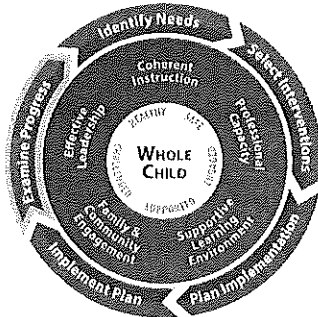 Identify Needs
Select Interventions
Plan Implementation
Implement Plan
Examine Progress
Coherent
Instruction
Professional
Capacity
Supportive
Learning
Environment
Family &
Community
Engagement
Effective
Leadership
HEALTHY
SAFE
SUPPORTED
WHOLE
CHILD